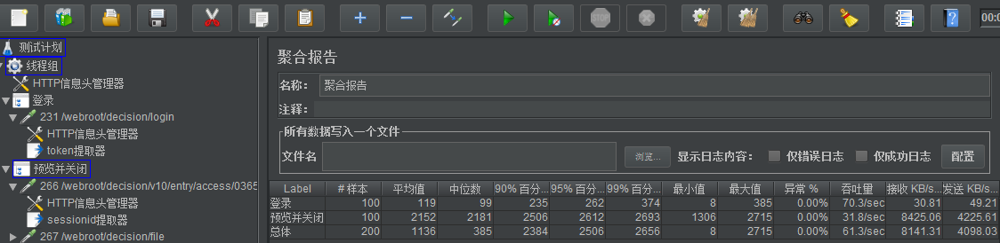 STOP
00:0
测试计划
线程组
HTTP信息头管理器
登录
231 /webroot/decision/login
HTTP信息头管理器
token提取器
预览并关闭
266 /webroot/decision/v10/entry/access/0365
HTTP信息头管理器
sessionid提取器
267 /webroot/decision/file
聚合报告
名称： 聚合报告
注释：
所有数据写入一个文件
文件名 浏览... 显示日志内容： 仅错误日志 仅成功日志 配置
Label # 样本 平均值 中位数 90% 百分... 95% 百分... 99% 百分... 最小值 最大值 异常 % 吞吐量 接收 KB/s... 发送 KB/s...
登录 100 119 99 235 262 374 8 385 0.00% 70.3/sec 30.81 49.21
预览并关闭 100 2152 2181 2506 2612 2693 1306 2715 0.00% 31.8/sec 8425.06 4225.61
总体 200 1136 385 2384 2506 2656 8 2715 0.00% 61.3/sec 8141.31 4098.03